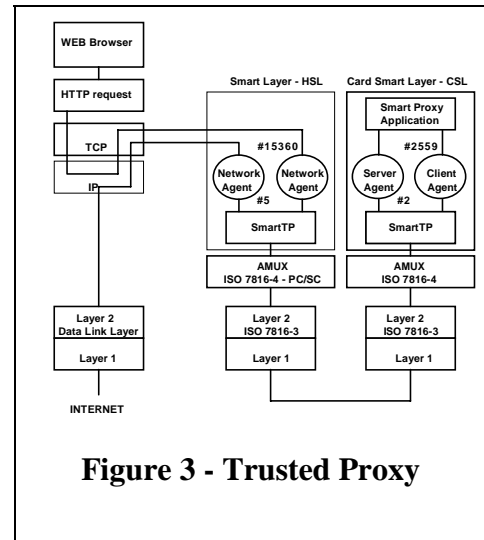 WEB Browser
HTTP request
TCP
IP
Layer 2
Data Link Layer
Layer 1
INTERNET
Smart Layer - HSL
#15360
Network
Agent
Network
Agent
#5
SmartTP
AMUX
ISO 7816-4 - PC/SC
Layer 2
ISO 7816-3
Layer 1
Card Smart Layer - CSL
Smart Proxy
Application
#2559
Server
Agent
Client
Agent
#2
SmartTP
AMUX
ISO 7816-4
Layer 2
ISO 7816-3
Layer 1
Figure 3 - Trusted Proxy